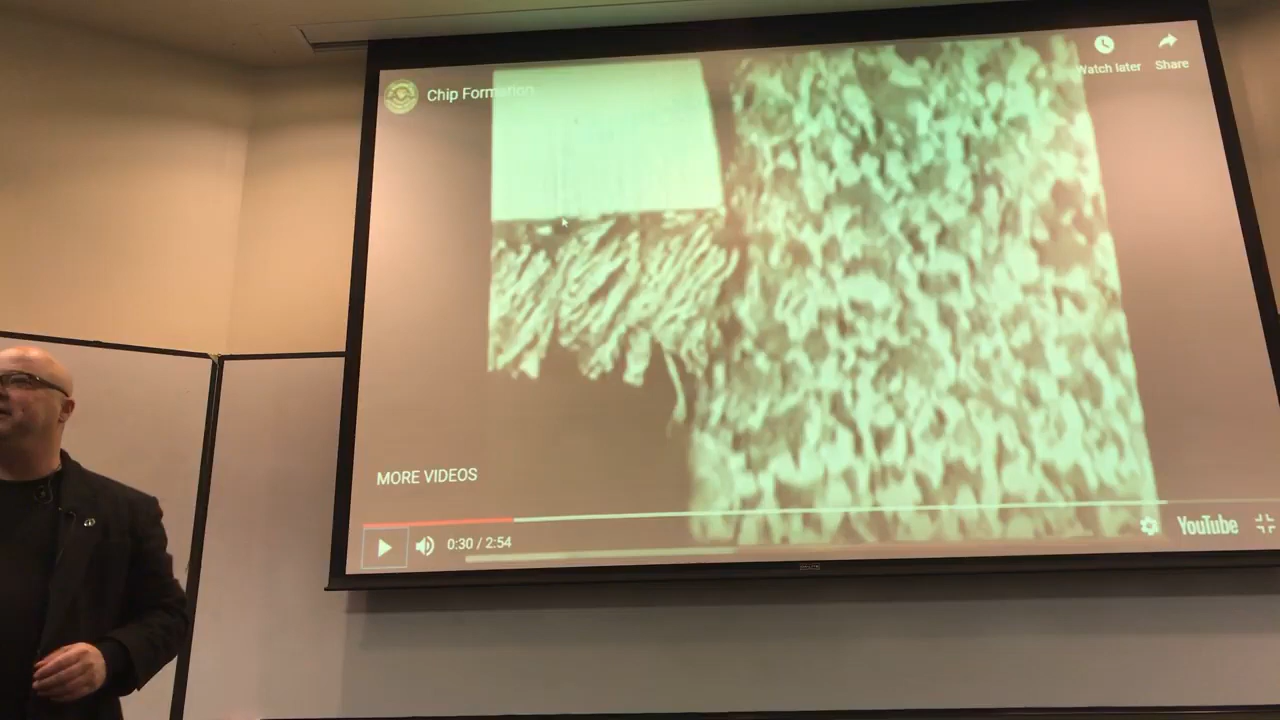 Chip Formation
Watch later
Share
MORE VIDEOS
0:30 / 2:54
YouTube